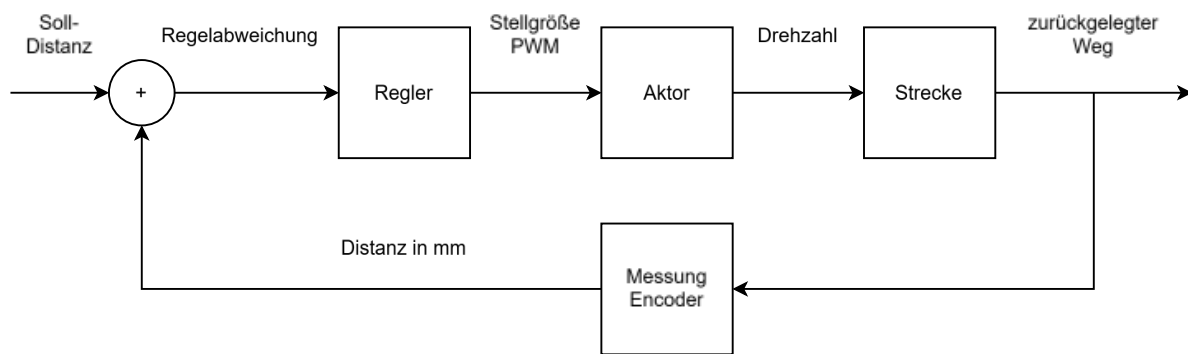 Soll-
Distanz
Regelabweichung
Stellgröße
PWM
Drehzahl
zurückgelegter
Weg
+
Regler
Aktor
Strecke
Distanz in mm
Messung
Encoder